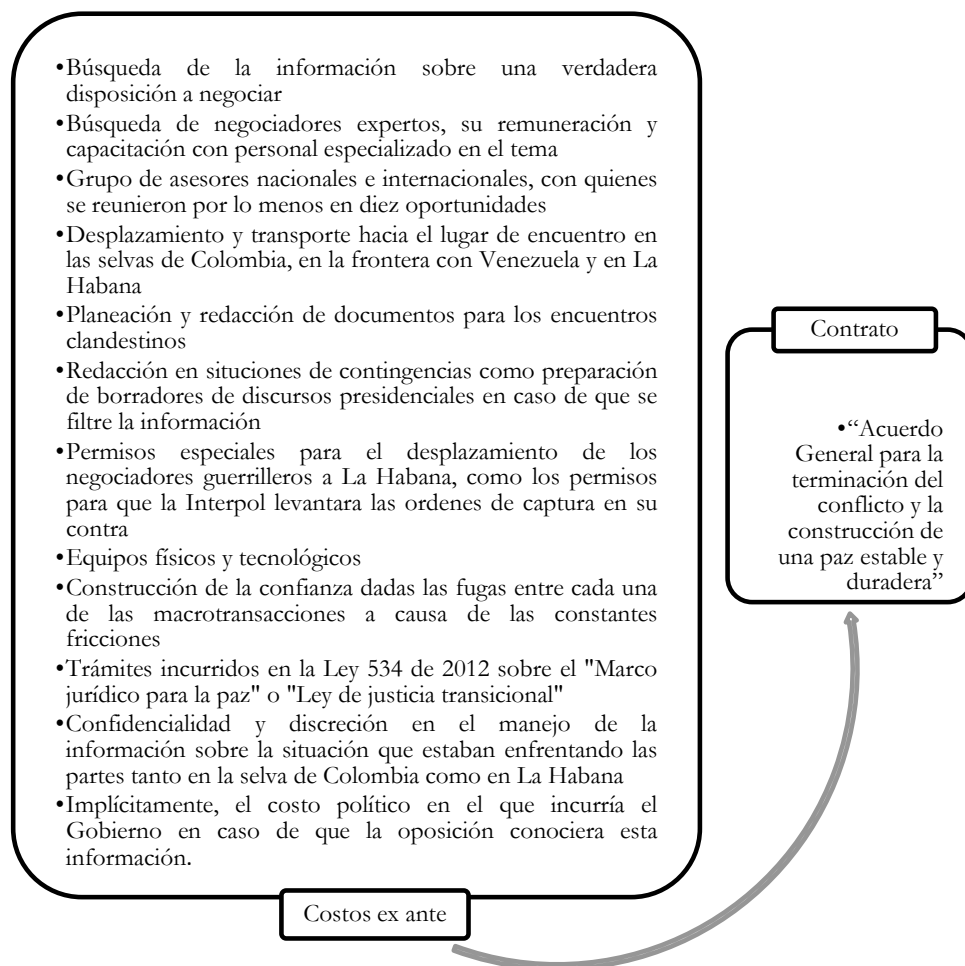 •Búsqueda de la información sobre una verdadera
disposición a negociar
•Búsqueda de negociadores expertos, su remuneración y
capacitación con personal especializado en el tema
•Grupo de asesores nacionales e internacionales, con quienes
se reunieron por lo menos en diez oportunidades
•Desplazamiento y transporte hacia el lugar de encuentro en
las selvas de Colombia, en la frontera con Venezuela y en La
Habana
•Planeación y redacción de documentos para los encuentros
clandestinos
•Redacción en situciones de contingencias como preparación
de borradores de discursos presidenciales en caso de que se
filtre la información
•Permisos especiales para el desplazamiento de los
negociadores guerrilleros a La Habana, como los permisos
para que la Interpol levantara las ordenes de captura en su
contra
•Equipos físicos y tecnológicos
•Construcción de la confianza dadas las fugas entre cada una
de las macrotransacciones a causa de las constantes
fricciones
•Trámites incurridos en la Ley 534 de 2012 sobre el "Marco
jurídico para la paz" o "Ley de justicia transicional"
•Confidencialidad y discreción en el manejo de la
información sobre la situación que estaban enfrentando las
partes tanto en la selva de Colombia como en La Habana
•Implícitamente, el costo político en el que incurría el
Gobierno en caso de que la oposición conociera esta
información.
Costos ex ante
Contrato
•“Acuerdo
General para la
terminación del
conflicto y la
construcción de
una paz estable y
duradera”